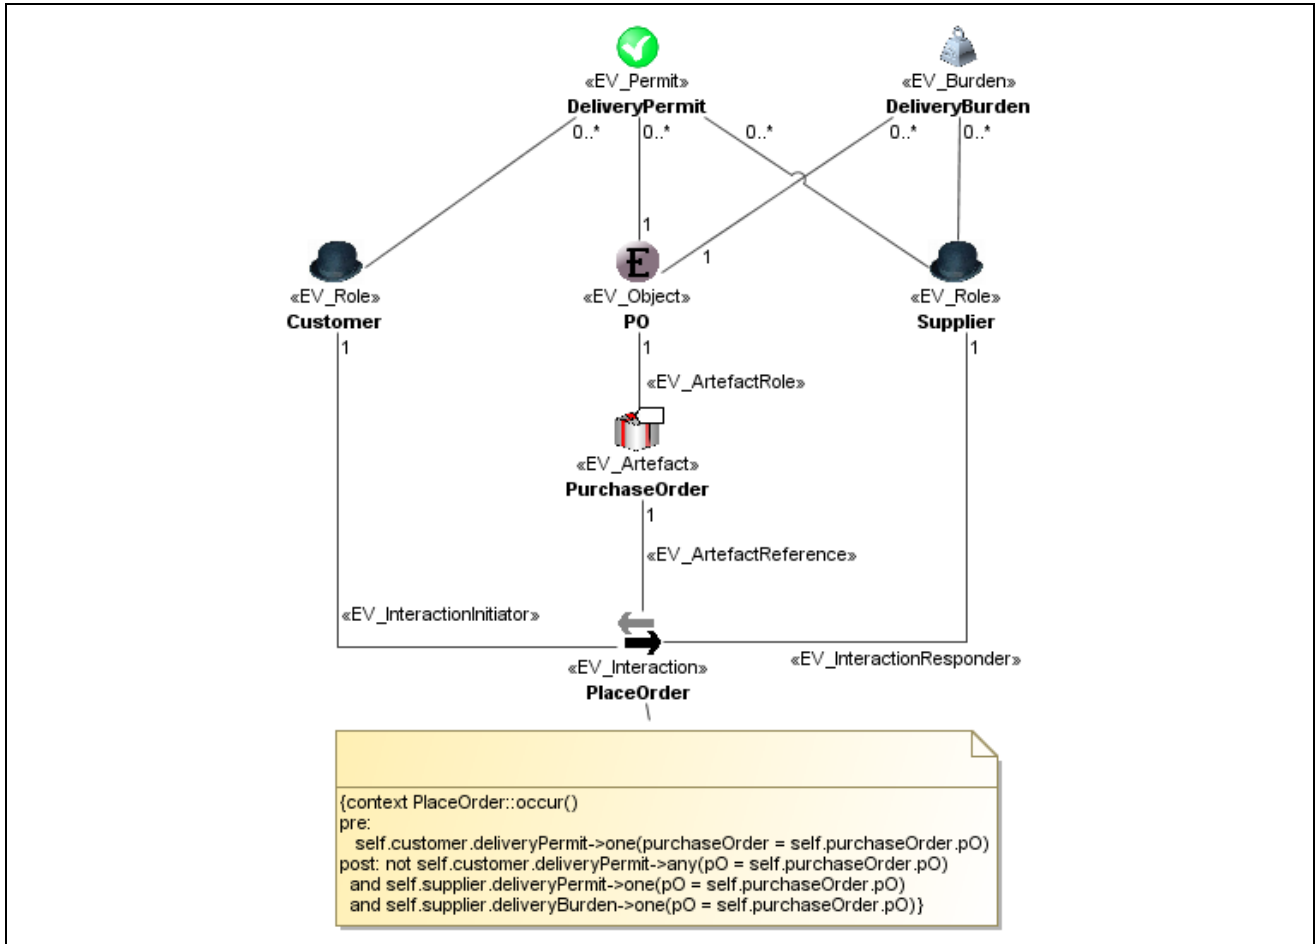 «EV_Permit»
DeliveryPermit
«EV_Burden»
DeliveryBurden
0..*
0..*
0..*
0..*
0..*
1
1
«EV_Role»
Customer
1
«EV_Object»
PO
1
«EV_Role»
Supplier
1
«EV_ArtefactRole»
«EV_Artefact»
PurchaseOrder
1
«EV_ArtefactReference»
«EV_InteractionInitiator»
«EV_InteractionResponder»
«EV_Interaction»
PlaceOrder
{context PlaceOrder::occur()
pre:
self.customer.deliveryPermit->one(purchaseOrder = self.purchaseOrder.pO)
post: not self.customer.deliveryPermit->any(pO = self.purchaseOrder.pO)
and self.supplier.deliveryPermit->one(pO = self.purchaseOrder.pO)
and self.supplier.deliveryBurden->one(pO = self.purchaseOrder.pO)}